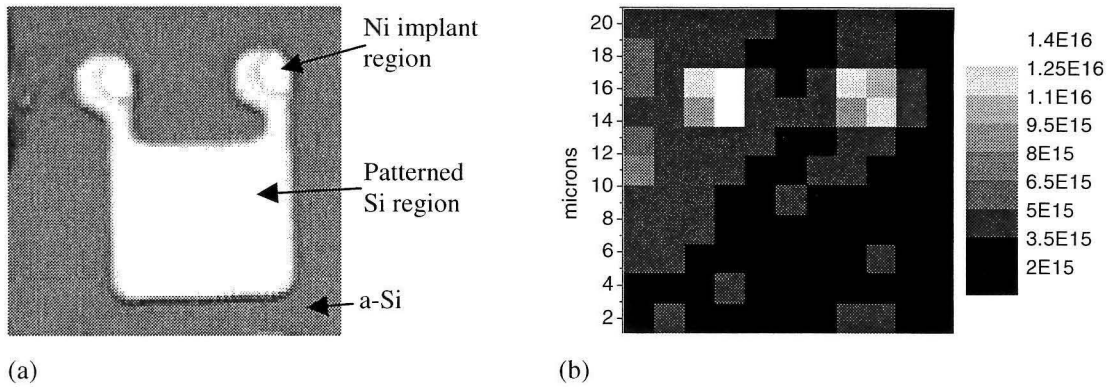 Ni implant
region
Patterned
Si region
a-Si
(a)
microns
20
18
16
14
12
10
8
6
4
2
1.4E16
1.25E16
1.1E16
9.5E15
8E15
6.5E15
5E15
3.5E15
2E15
(b)